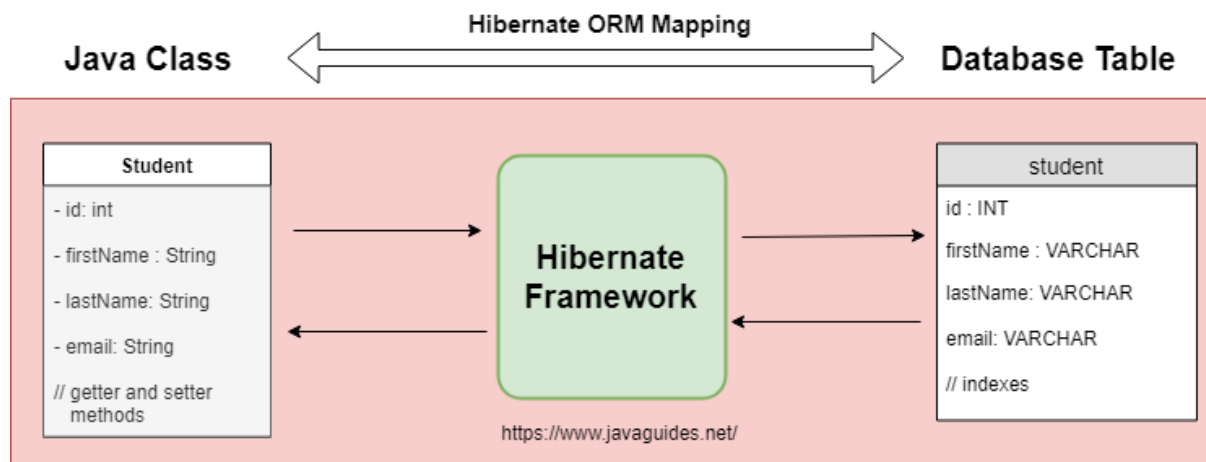 Hibernate ORM Mapping
Java Class
Database Table
Student
- id: int
- firstName : String
- lastName: String
- email: String
// getter and setter
methods
Hibernate
Framework
https://www.javaguides.net/
student
id : INT
firstName : VARCHAR
lastName: VARCHAR
email: VARCHAR
// indexes